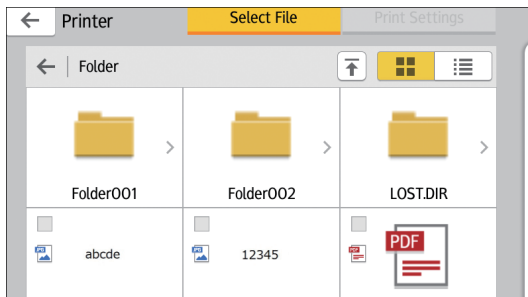 Printer
Select File
Print Settings
Folder
Folder001
Folder002
LOST.DIR
abcde
12345
PDF